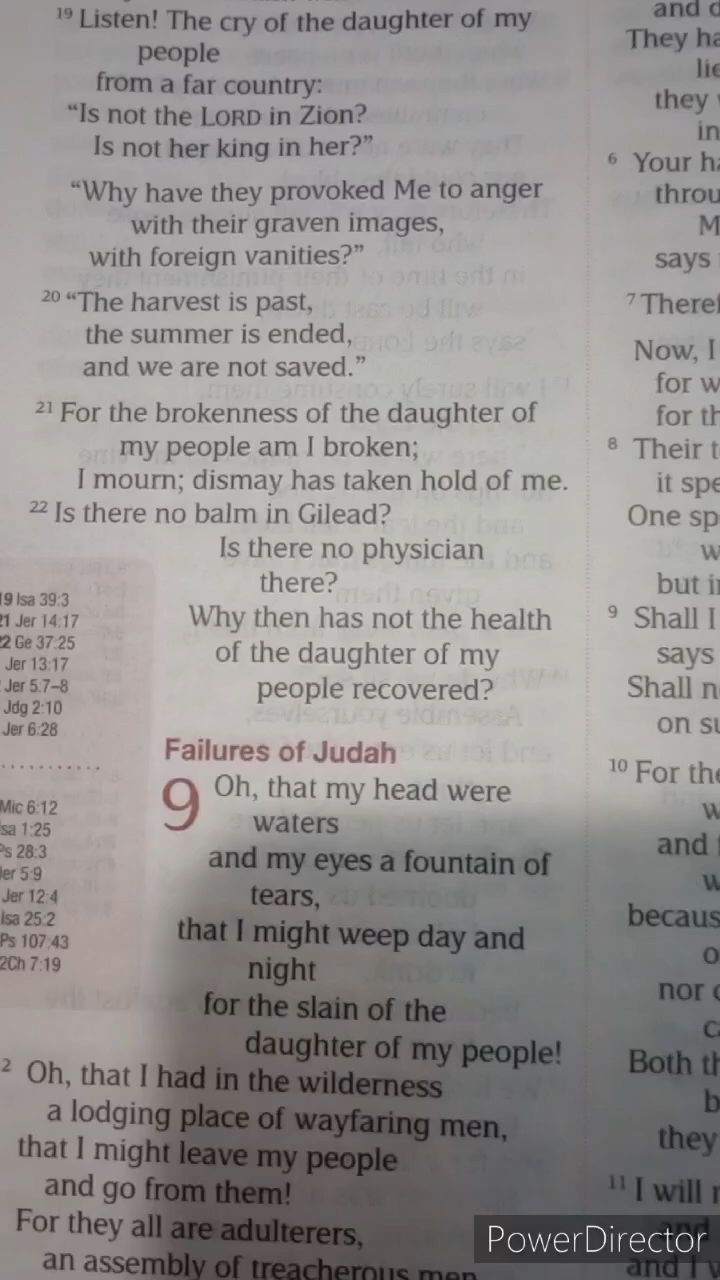 19 Listen! The cry of the daughter of my
people
from a far country:
“Is not the LORD in Zion?
Is not her king in her?”
“Why have they provoked Me to anger
with their graven images,
with foreign vanities?”
20 “The harvest is past,
the summer is ended,
and we are not saved.”
21 For the brokenness of the daughter of
my people am I broken;
I mourn; dismay has taken hold of me.
22 Is there no balm in Gilead?
Is there no physician
there?
Why then has not the health
of the daughter of my
people recovered?
Failures of Judah
9 Oh, that my head were
waters
and my eyes a fountain of
tears,
that I might weep day and
night
for the slain of the
daughter of my people!
2 Oh, that I had in the wilderness
a lodging place of wayfaring men,
that I might leave my people
and go from them!
For they all are adulterers,
an assembly of treacherous men
19 Isa 39:3
21 Jer 14:17
22 Ge 37:25
Jer 13:17
Jer 5:7–8
Jdg 2:10
Jer 6:28
Mic 6:12
Isa 1:25
Ps 28:3
Jer 5:9
Jer 12:4
Isa 25:2
Ps 107:43
2Ch 7:19
and
They
they
in
6 Your
says
7
Now, I
for
for
8 Their
it
One
but
9 Shall I
says
Shall
on
10 For
and
nor
Both
they
11 I will
and
and I
PowerDirector